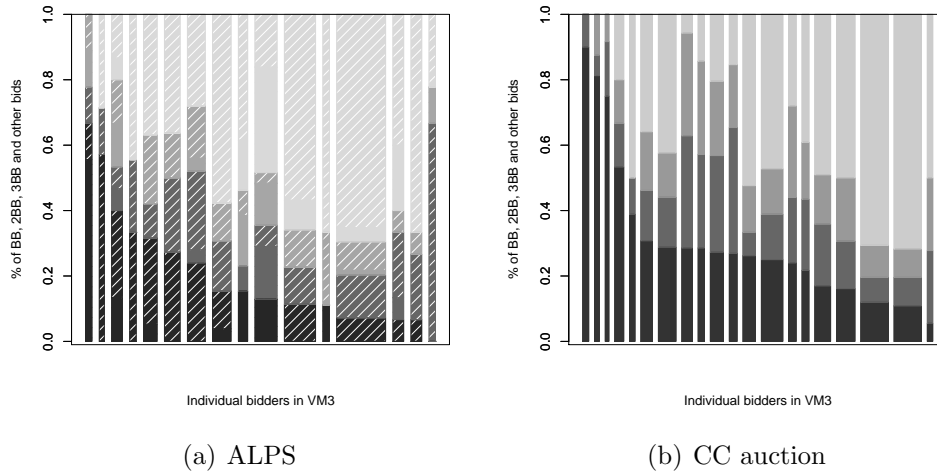 % of BB, 2BB, 3BB and other bids
0.0 0.2 0.4 0.6 0.8 1.0
Individual bidders in VM3
(a) ALPS
% of BB, 2BB, 3BB and other bids
0.0 0.2 0.4 0.6 0.8 1.0
Individual bidders in VM3
(b) CC auction